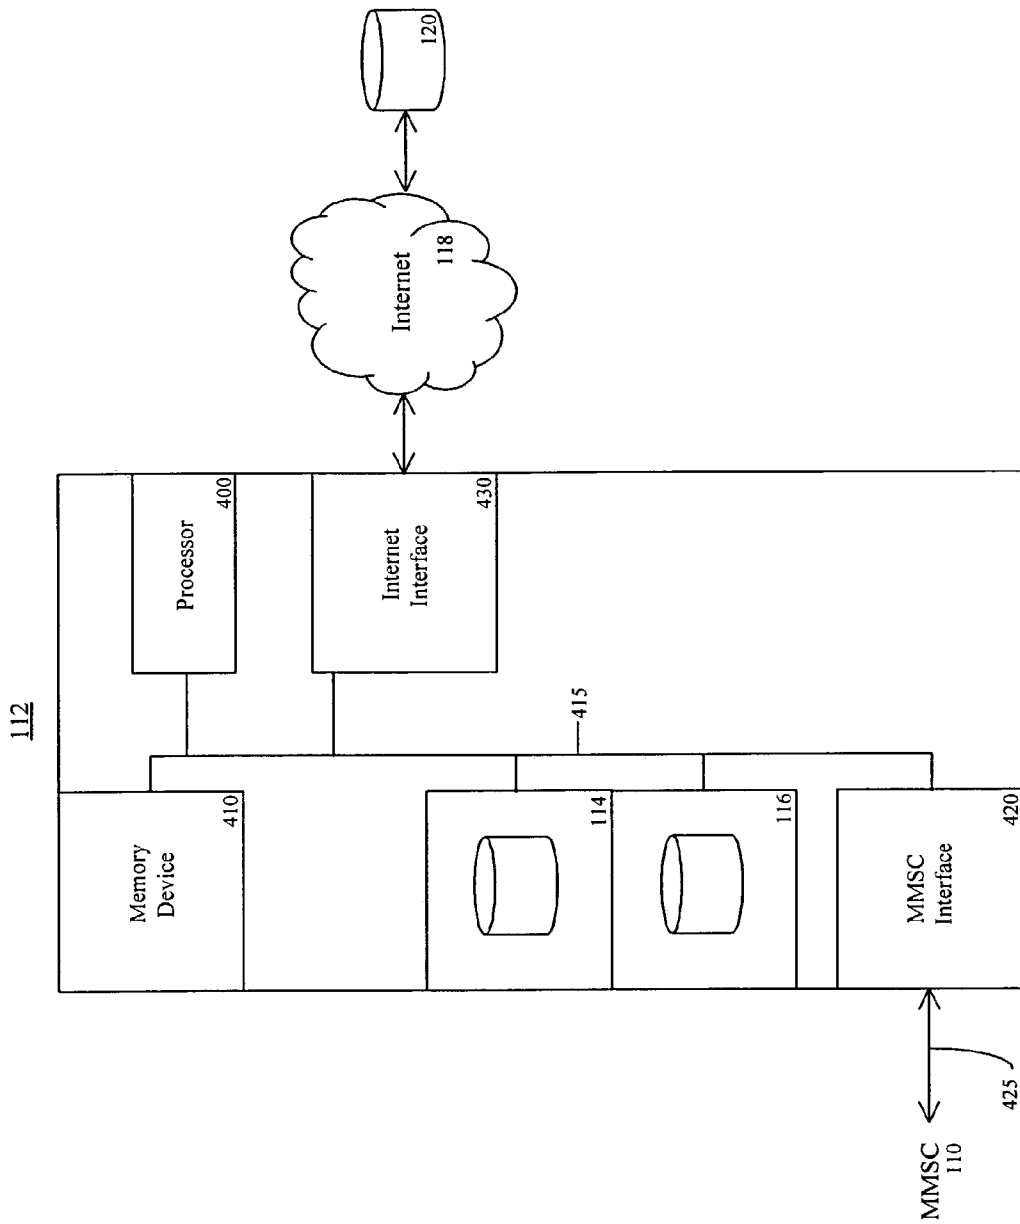 112
Memory
Device
410
Processor
400
Internet
Interface
430
Internet
118
120
415
114
116
MMSC
Interface
420
425
MMSC
110